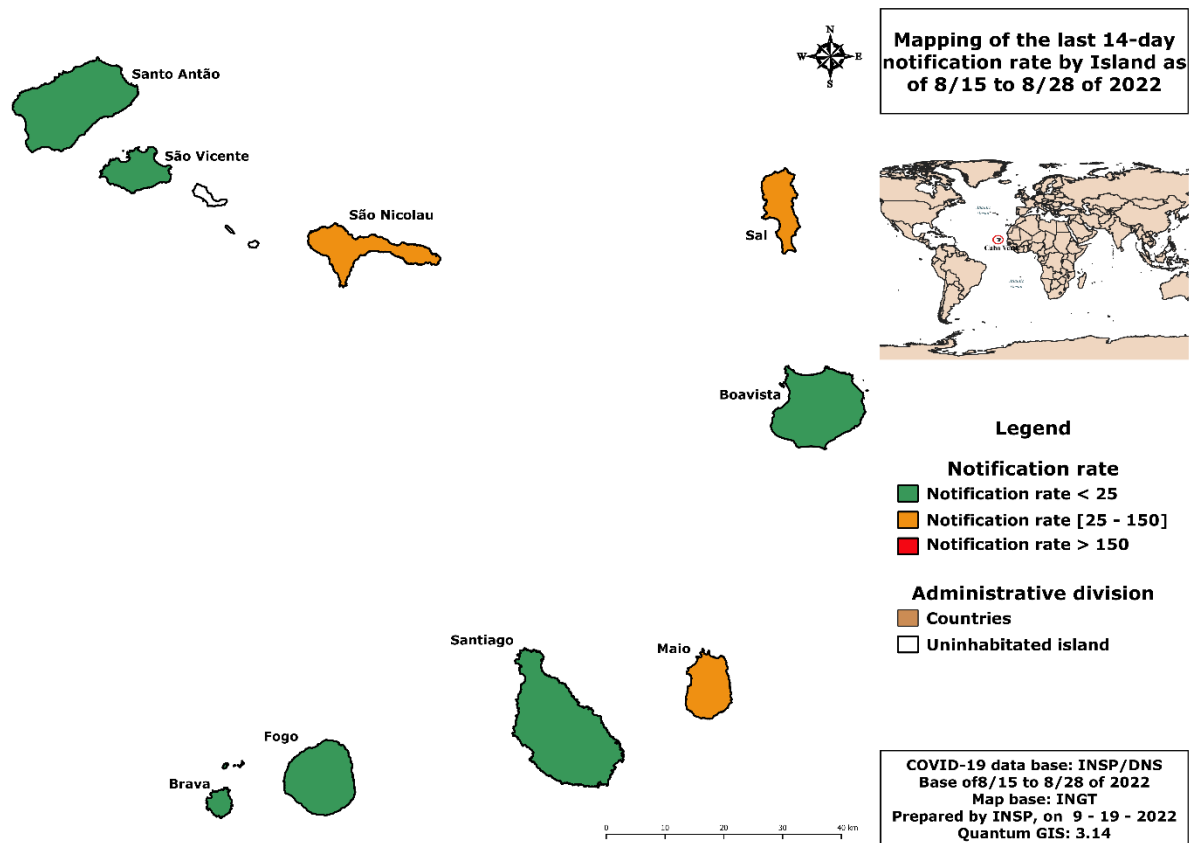 Mapping of the last 14-day
notification rate by Island as
of 8/15 to 8/28 of 2022
N
W
E
S
Santo Antão
São Vicente
São Nicolau
Sal
Boavista
Santiago
Maio
Fogo
Brava
Legend
Notification rate
Notification rate < 25
Notification rate [25 - 150]
Notification rate > 150
Administrative division
Countries
Uninhabitated island
0 10 20 30 40 km
COVID-19 data base: INSP/DNS
Base of8/15 to 8/28 of 2022
Map base: INGT
Prepared by INSP, on 9 - 19 - 2022
Quantum GIS: 3.14